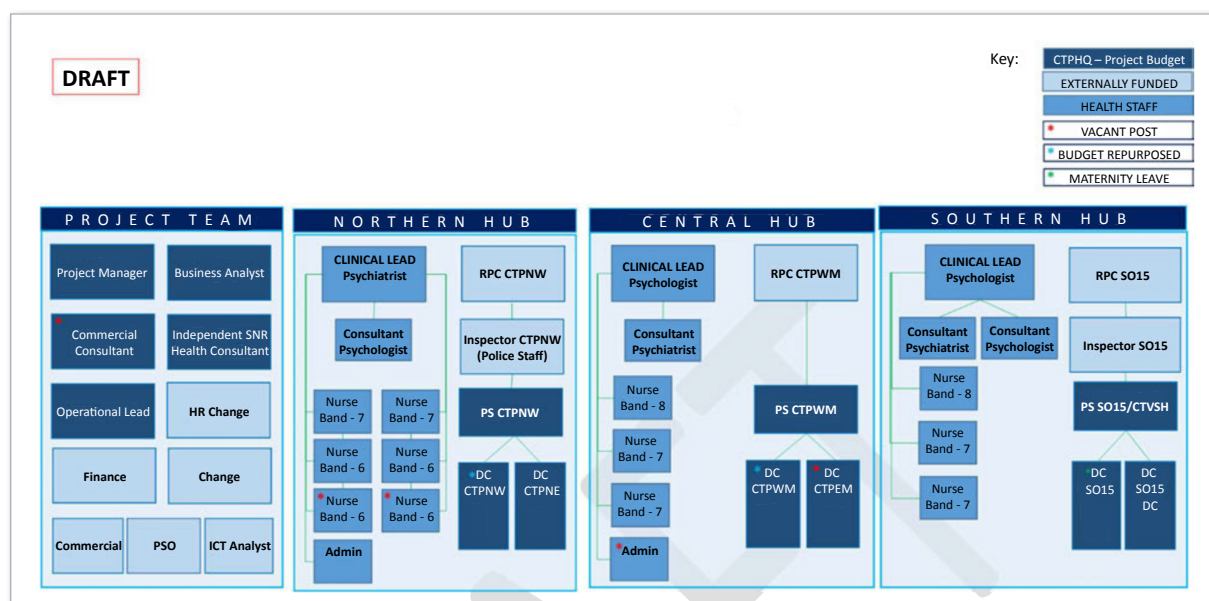 DRAFT
Key:
CTPHQ – Project Budget
EXTERNALLY FUNDED
HEALTH STAFF
VACANT POST
BUDGET REPURPOSED
MATERNITY LEAVE
PROJECT TEAM
Project Manager
Business Analyst
Commercial
Consultant
Independent SNR
Health Consultant
Operational Lead
HR Change
Finance
Change
Commercial
PSO
ICT Analyst
NORTHERN HUB
CLINICAL LEAD
Psychiatrist
Consultant
Psychologist
Nurse
Band - 7
Nurse
Band - 7
Nurse
Band - 6
Nurse
Band - 6
Nurse
Band - 6
Nurse
Band - 6
Admin
RPC CTPNW
Inspector CTPNW
(Police Staff)
PS CTPNW
DC
CTPNW
DC
CTPNE
CENTRAL HUB
CLINICAL LEAD
Psychologist
Consultant
Psychiatrist
Nurse
Band - 8
Nurse
Band - 7
Nurse
Band - 7
Admin
RPC CTPWM
PS CTPWM
DC
CTPWM
DC
CTPEM
SOUTHERN HUB
CLINICAL LEAD
Psychologist
Consultant
Psychiatrist
Consultant
Psychologist
Nurse
Band - 8
Nurse
Band - 7
Nurse
Band - 7
RPC SO15
Inspector SO15
PS SO15/CTVSH
DC
SO15
DC
SO15
DC